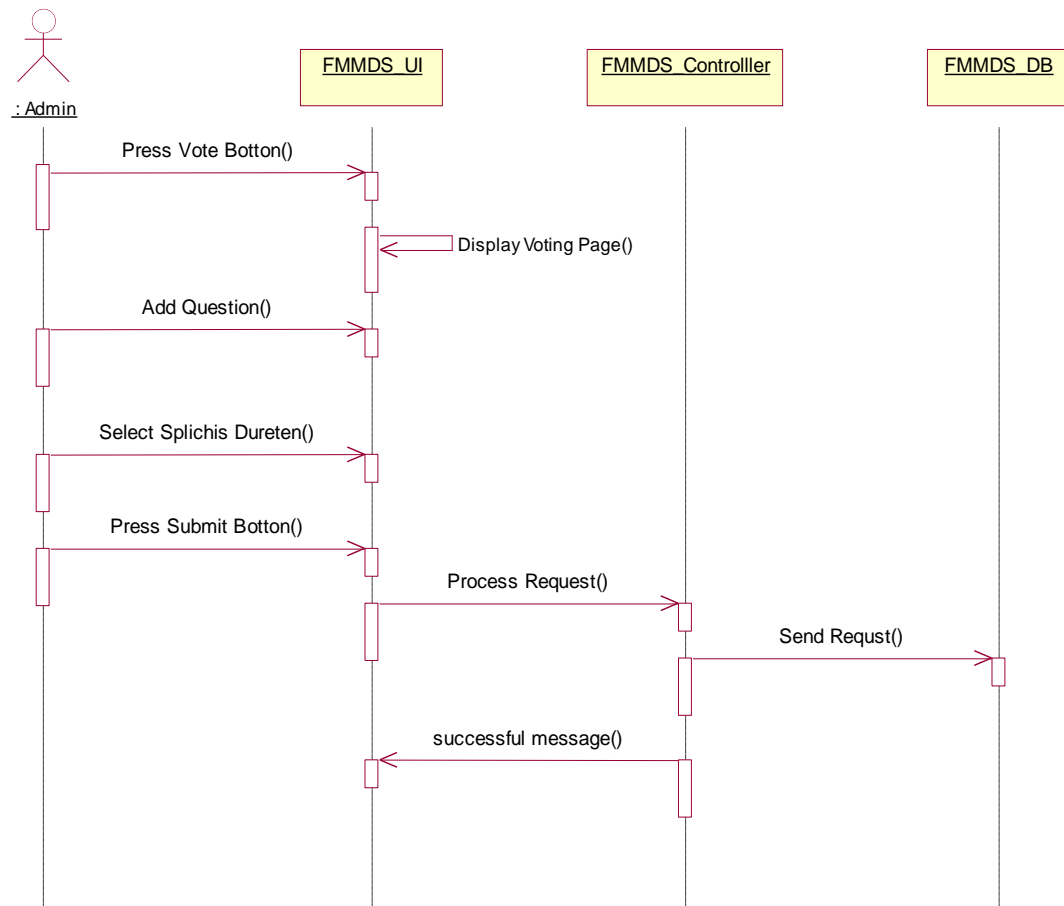 : Admin
FMMDS_UI
FMMDS_Controlller
FMMDS_DB
Press Vote Botton()
Display Voting Page()
Add Question()
Select Splichis Dureten()
Press Submit Botton()
Process Request()
Send Requst()
successful message()